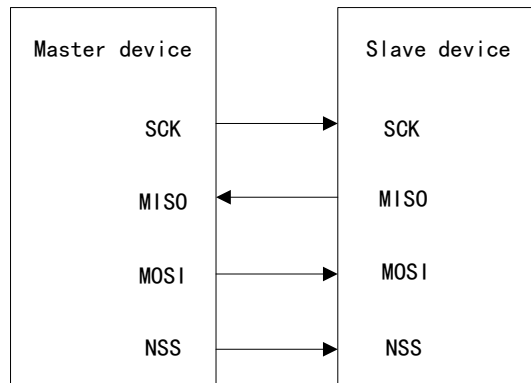 Master device
Slave device
SCK
SCK
MISO
MISO
MOSI
MOSI
NSS
NSS